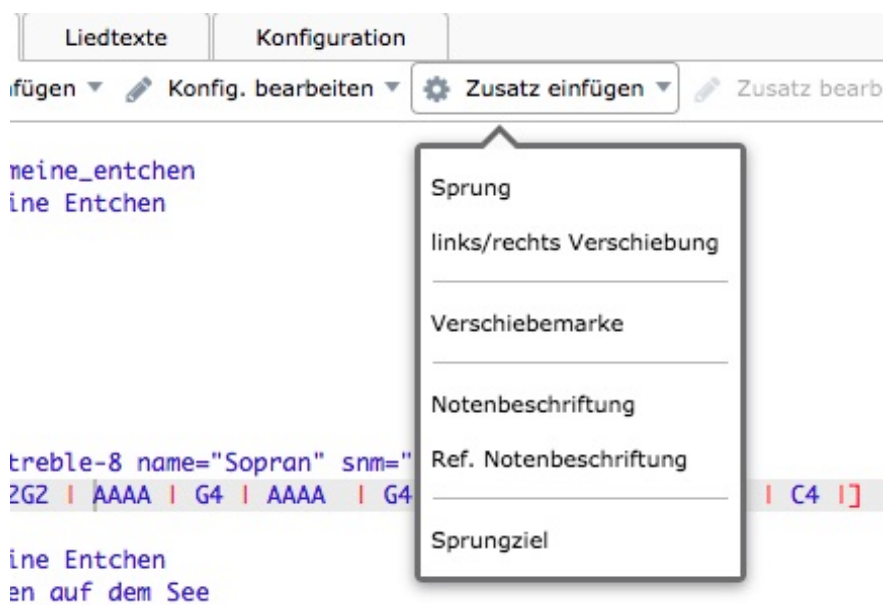 Liedtexte Konfiguration
fügen Konfig. bearbeiten Zusatz einfügen Zusatz bearb
meine_entchen
ine Entchen
Sprung
links/rechts Verschiebung
Verschiebemarke
Notenbeschriftung
treble-8 name="Sopran" snm="
Ref. Notenbeschriftung
2G2 | AAAA | G4 | AAAA | G4 | C4 |]
Sprungziel
ine Entchen
en auf dem See